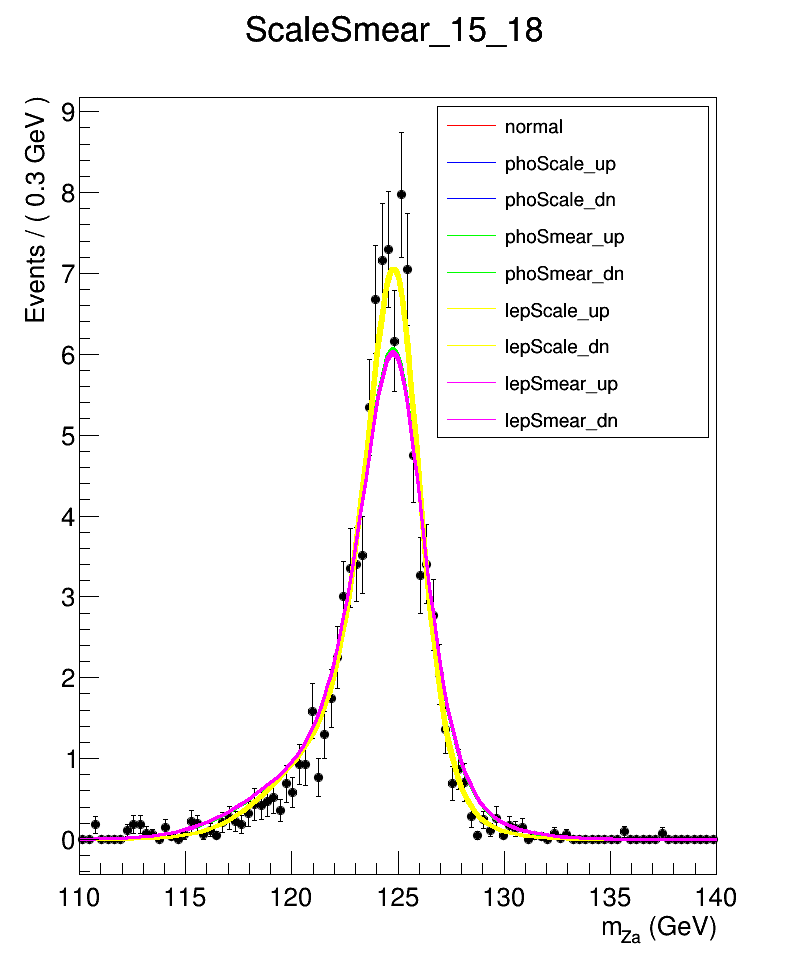 ScaleSmear_15_18
Events / ( 0.3 GeV )
9
8
7
6
5
4
3
2
1
0
normal
phoScale_up
phoScale_dn
phoSmear_up
phoSmear_dn
lepScale_up
lepScale_dn
lepSmear_up
lepSmear_dn
110 115 120 125 130 135 140
mZa (GeV)